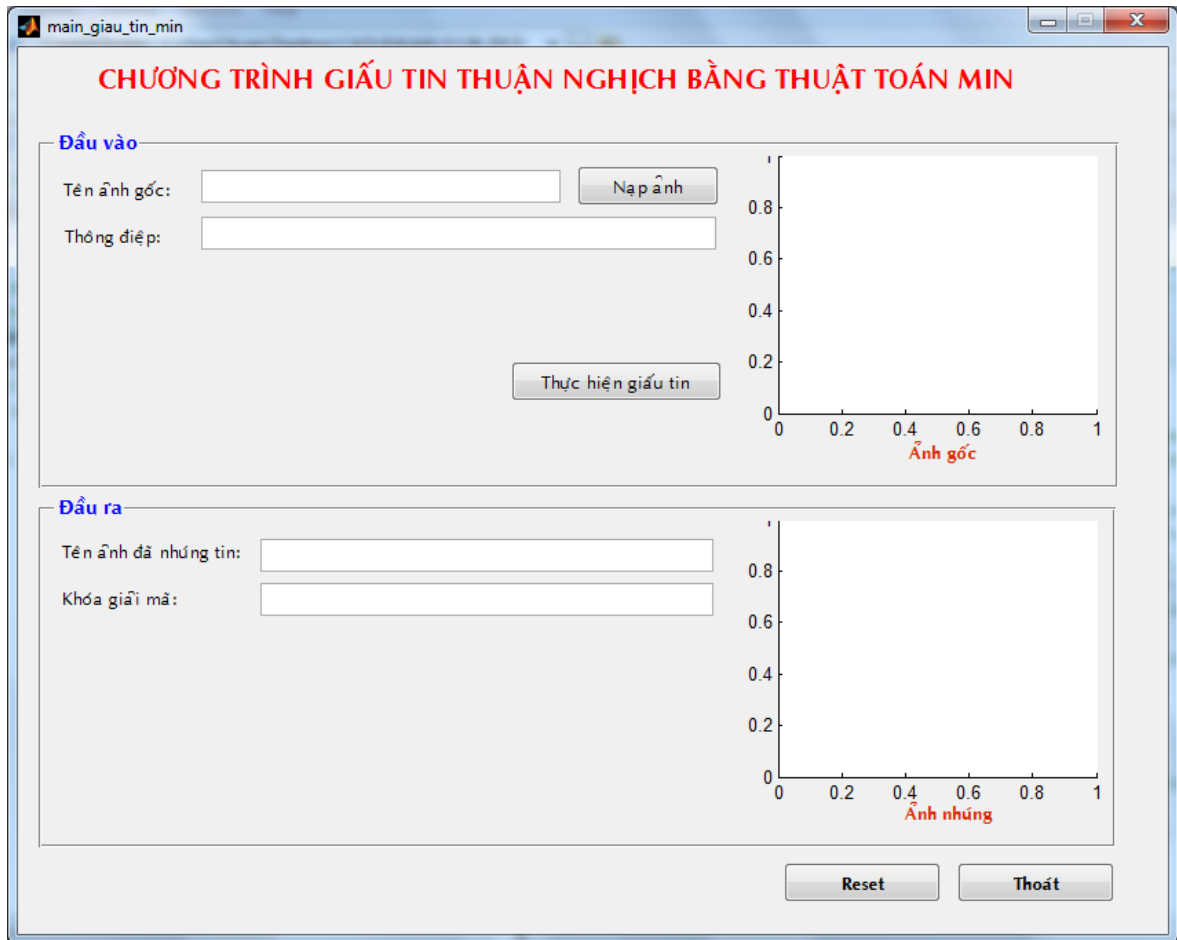 main_giau_tin_min
CHƯƠNG TRÌNH GIẤU TIN THUẬN NGHỊCH BẰNG THUẬT TOÁN MIN
Đầu vào
Tên ảnh gốc:
Nạp ảnh
Thông điệp:
Thực hiện giấu tin
1
0.8
0.6
0.4
0.2
0
0 0.2 0.4 0.6 0.8 1
Ảnh gốc
Đầu ra
Tên ảnh đã nhúng tin:
Khóa giải mã:
1
0.8
0.6
0.4
0.2
0
0 0.2 0.4 0.6 0.8 1
Ảnh nhúng
Reset
Thoát